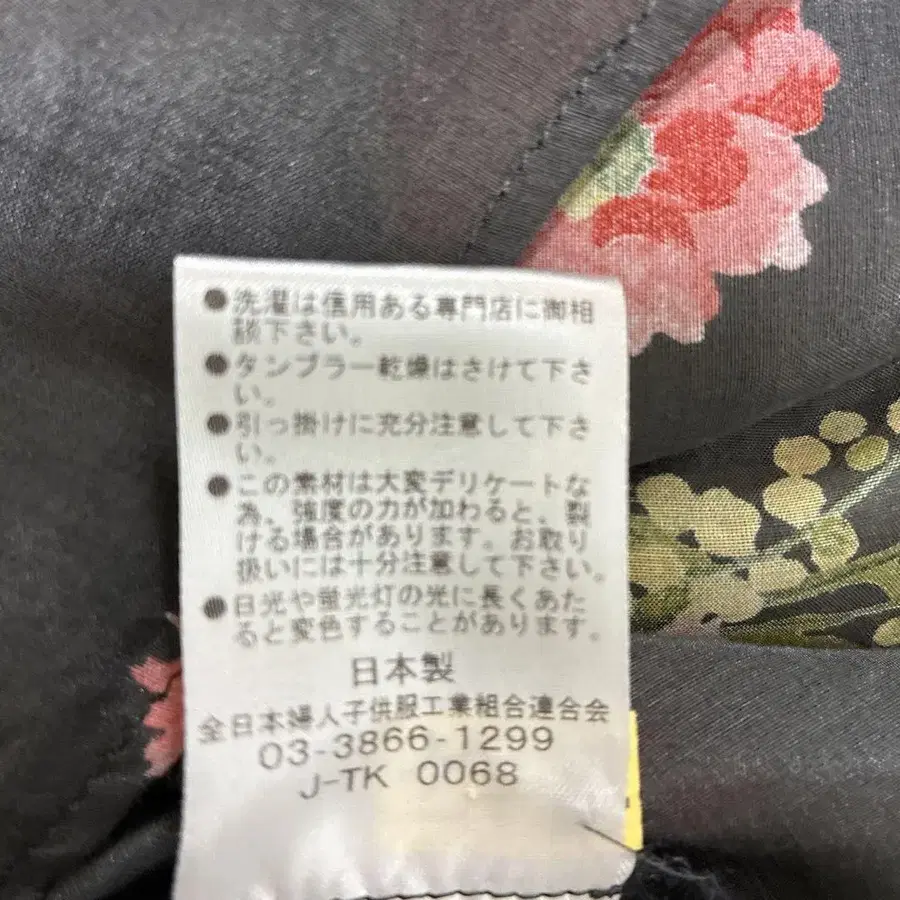 ●洗濯は信用ある専門店に御相
談下さい。
●タンブラー乾燥はさけて下さ
い。
●引っ掛けに充分注意して下さ
い。
●この素材は大変デリケートな
為、強度の力が加わると、裂
ける場合があります。お取り
扱いには十分注意して下さい。
●日光や蛍光灯の光に長くあた
ると変色することがあります。
日本製
全日本婦人子供服工業組合連合会
03-3866-1299
J-TK 0068